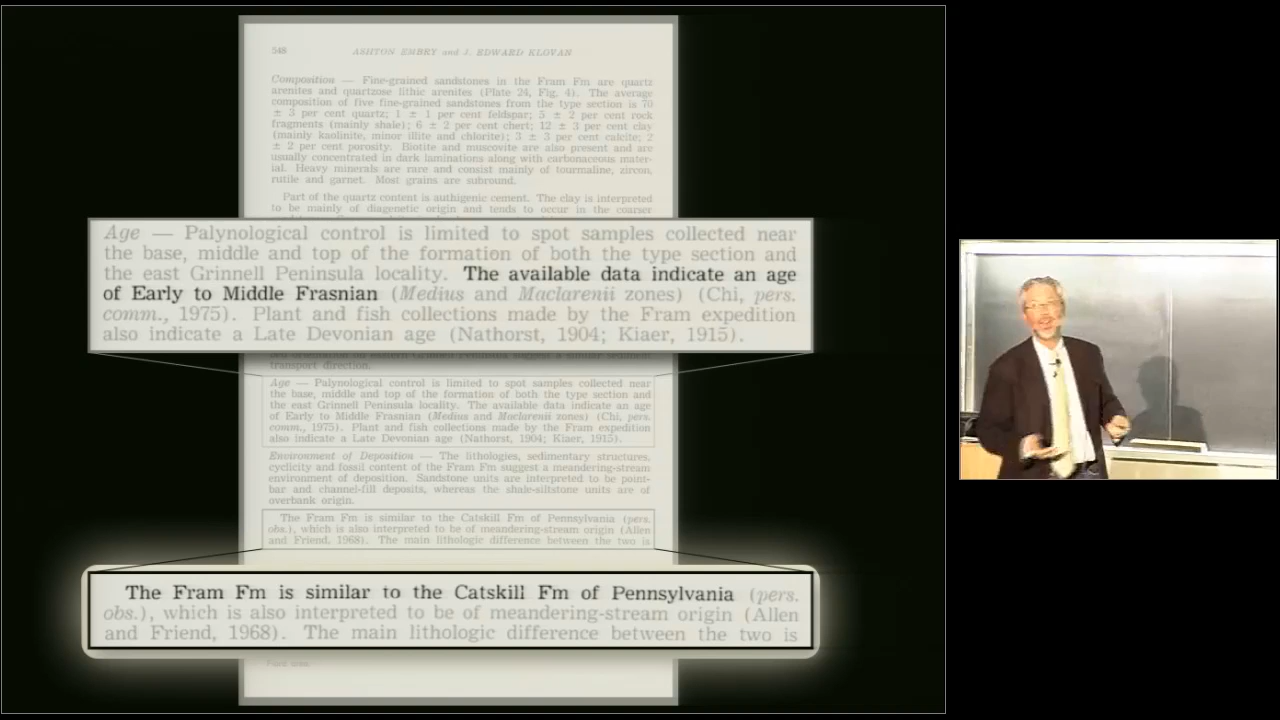 548 ASHTON EMBRY and J. EDWARD KLOVAN
Composition — Fine-grained sandstones in the Fram Fm are quartz
arenites and quartzose lithic arenites (Plate 24, Fig. 4). The average
composition of five fine-grained sandstones from the type section is 70
± 3 per cent quartz; 1 ± 1 per cent feldspar; 5 ± 2 per cent rock
fragments (mainly shale); 6 ± 2 per cent chert; 12 ± 3 per cent clay
(mainly kaolinite, minor illite and chlorite); 3 ± 3 per cent calcite; 2
± 2 per cent porosity. Biotite and muscovite are also present and are
usually concentrated in dark laminations along with carbonaceous mater-
ial. Heavy minerals are rare and consist mainly of tourmaline, zircon,
rutile and garnet. Most grains are subround.
Part of the quartz content is authigenic cement. The clay is interpreted
to be mainly of diagenetic origin and tends to occur in the coarser
Age — Palynological control is limited to spot samples collected near
the base, middle and top of the formation of both the type section and
the east Grinnell Peninsula locality. The available data indicate an age
of Early to Middle Frasnian (Medius and Maclarenii zones) (Chi, pers.
comm., 1975). Plant and fish collections made by the Fram expedition
also indicate a Late Devonian age (Nathorst, 1904; Kiaer, 1915).
transport direction.
Age — Palynological control is limited to spot samples collected near
the base, middle and top of the formation of both the type section and
the east Grinnell Peninsula locality. The available data indicate an age
of Early to Middle Frasnian (Medius and Maclarenii zones) (Chi, pers.
comm., 1975). Plant and fish collections made by the Fram expedition
also indicate a Late Devonian age (Nathorst, 1904; Kiaer, 1915).
Environment of Deposition — The lithologies, sedimentary structures,
cyclicity and fossil content of the Fram Fm suggest a meandering-stream
environment of deposition. Sandstone units are interpreted to be point-
bar and channel-fill deposits, whereas the shale-siltstone units are of
overbank origin.
The Fram Fm is similar to the Catskill Fm of Pennsylvania (pers.
obs.), which is also interpreted to be of meandering-stream origin (Allen
and Friend, 1968). The main lithologic difference between the two is
The Fram Fm is similar to the Catskill Fm of Pennsylvania (pers.
obs.), which is also interpreted to be of meandering-stream origin (Allen
and Friend, 1968). The main lithologic difference between the two is